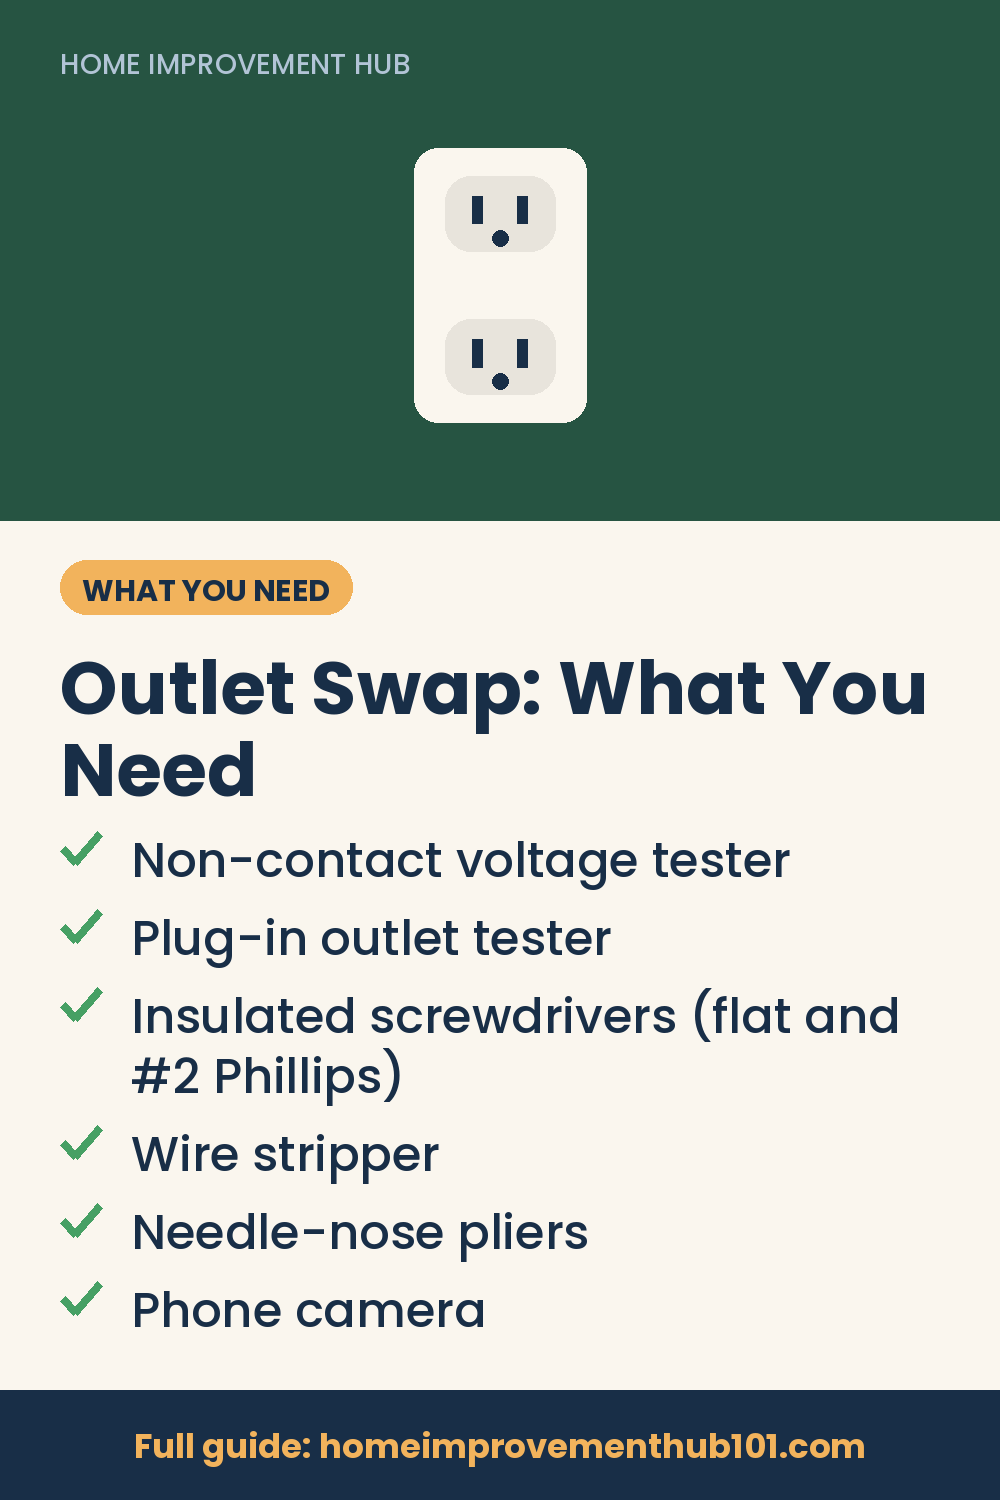 HOME IMPROVEMENT HUB
WHAT YOU NEED
Outlet Swap: What You
Need
Non-contact voltage tester
Plug-in outlet tester
Insulated screwdrivers (flat and
#2 Phillips)
Wire stripper
Needle-nose pliers
Phone camera
Full guide: homeimprovementhub101.com